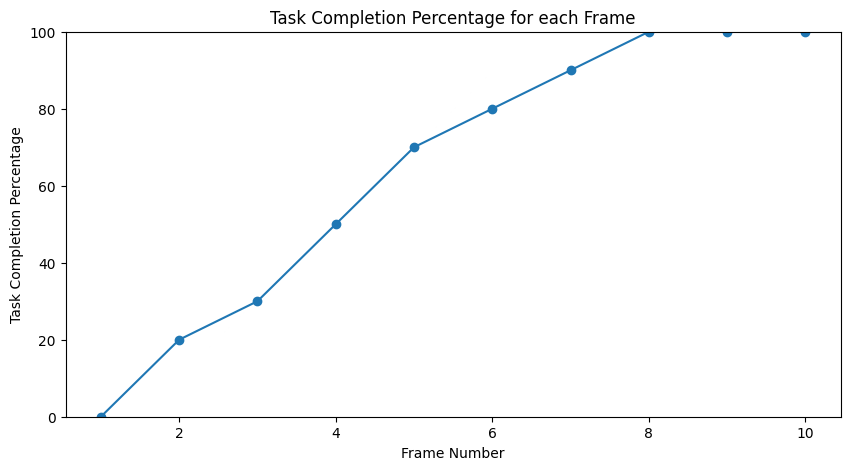 Task Completion Percentage for each Frame
100
80
60
40
20
0
Task Completion Percentage
2 4 6 8 10
Frame Number